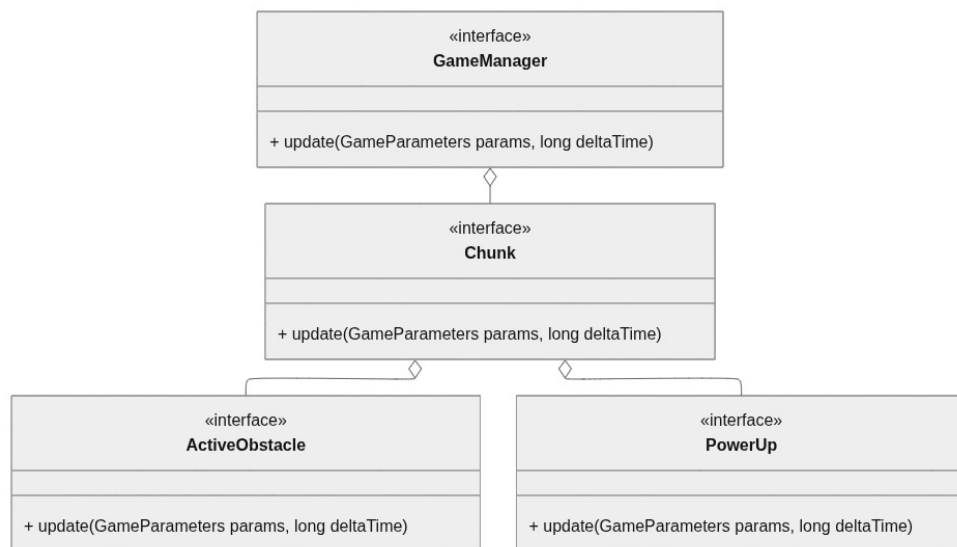 «interface»
GameManager
+ update(GameParameters params, long deltaTime)
«interface»
Chunk
+ update(GameParameters params, long deltaTime)
«interface»
ActiveObstacle
+ update(GameParameters params, long deltaTime)
«interface»
PowerUp
+ update(GameParameters params, long deltaTime)